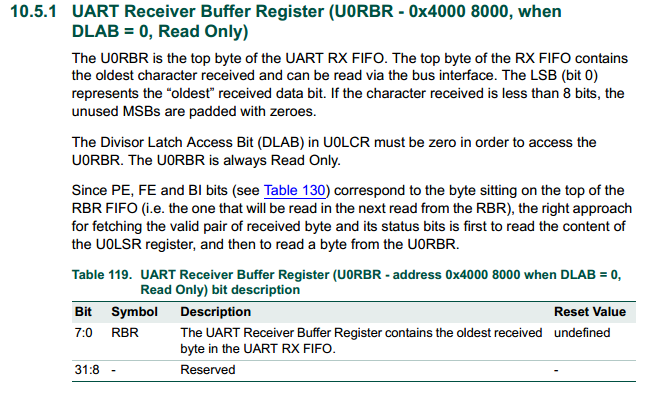 10.5.1 UART Receiver Buffer Register (U0RBR - 0x4000 8000, when
DLAB = 0, Read Only)
The U0RBR is the top byte of the UART RX FIFO. The top byte of the RX FIFO contains
the oldest character received and can be read via the bus interface. The LSB (bit 0)
represents the “oldest” received data bit. If the character received is less than 8 bits, the
unused MSBs are padded with zeroes.
The Divisor Latch Access Bit (DLAB) in U0LCR must be zero in order to access the
U0RBR. The U0RBR is always Read Only.
Since PE, FE and BI bits (see Table 130) correspond to the byte sitting on the top of the
RBR FIFO (i.e. the one that will be read in the next read from the RBR), the right approach
for fetching the valid pair of received byte and its status bits is first to read the content of
the U0LSR register, and then to read a byte from the U0RBR.
Table 119. UART Receiver Buffer Register (U0RBR - address 0x4000 8000 when DLAB = 0,
Read Only) bit description
Bit Symbol Description Reset Value
7:0 RBR The UART Receiver Buffer Register contains the oldest received undefined
byte in the UART RX FIFO.
31:8 - Reserved -